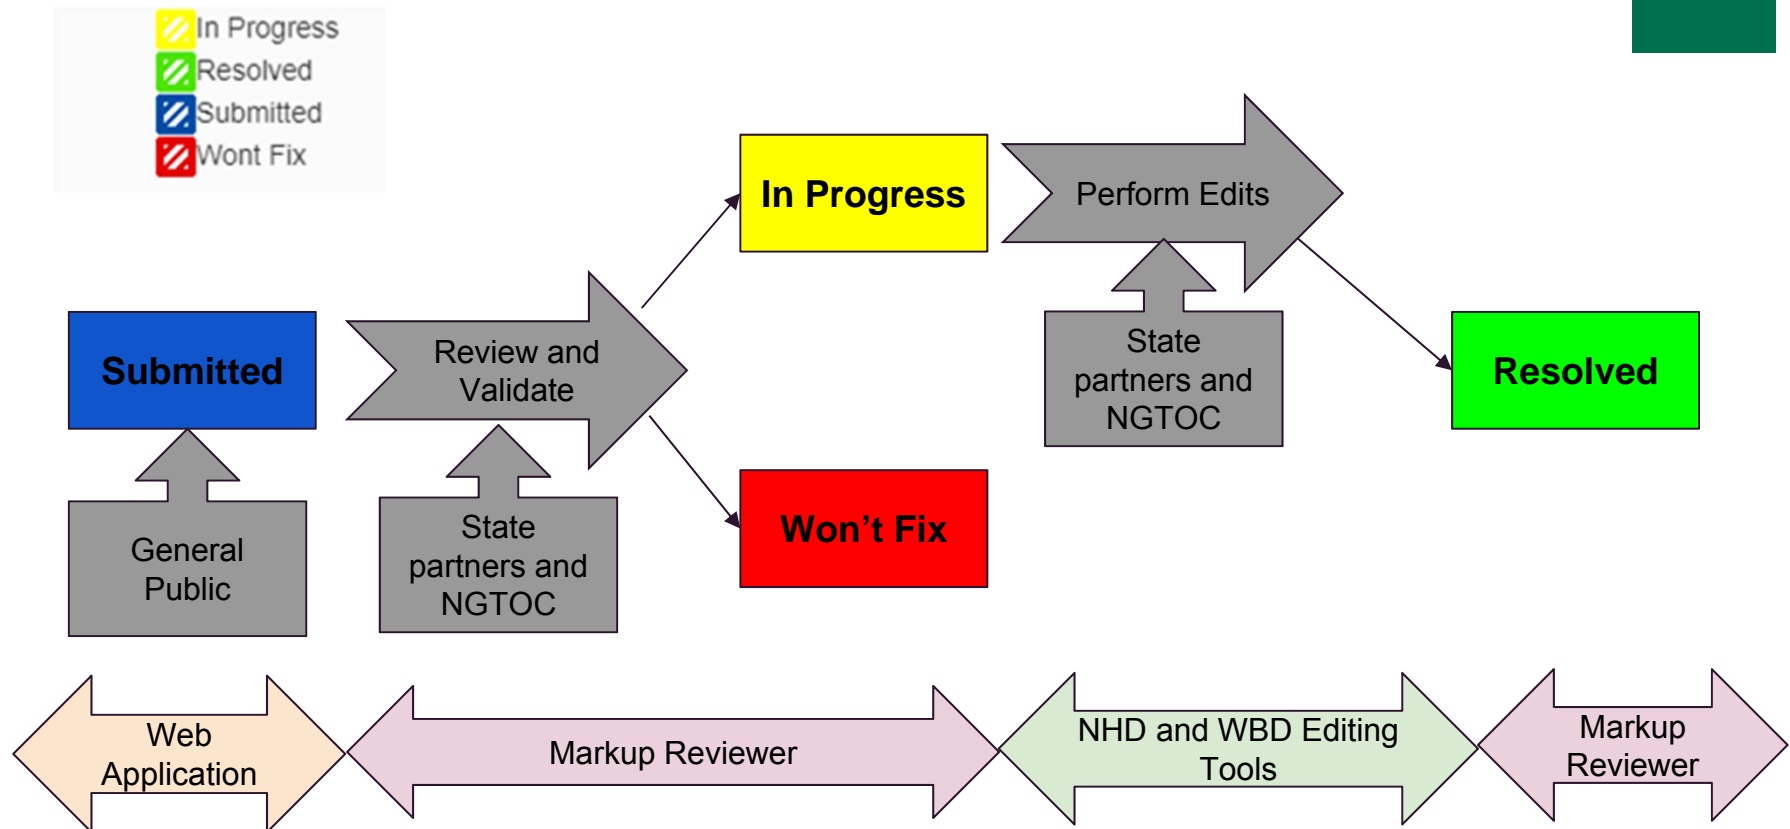 In Progress
Resolved
Submitted
Wont Fix
In Progress
Perform Edits
Submitted
Review and
Validate
State
partners and
NGTOC
Resolved
General
Public
State
partners and
NGTOC
Won’t Fix
Web
Application
Markup Reviewer
NHD and WBD Editing
Tools
Markup
Reviewer